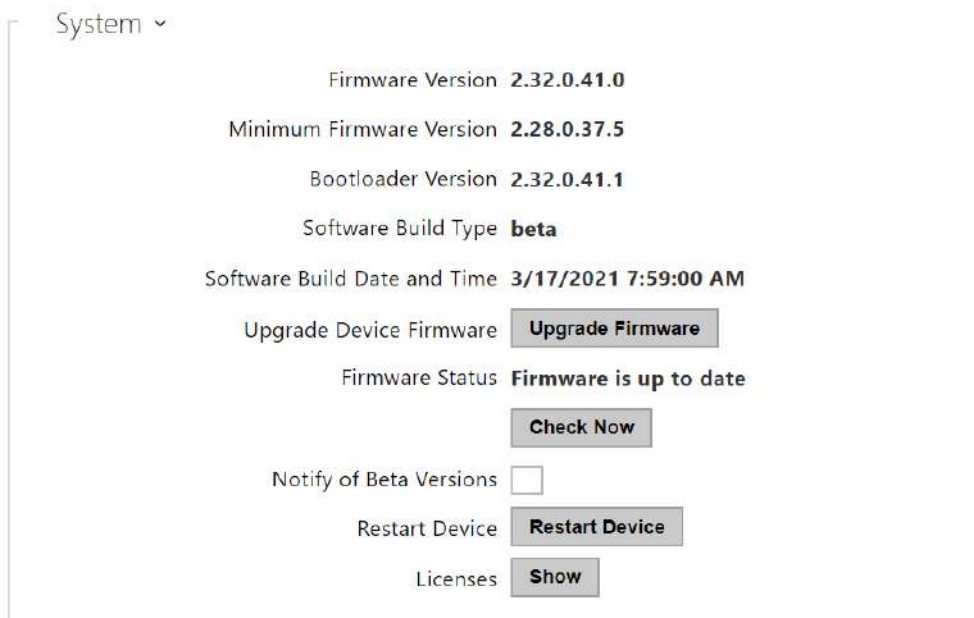 System
Firmware Version 2.32.0.41.0
Minimum Firmware Version 2.28.0.37.5
Bootloader Version 2.32.0.41.1
Software Build Type beta
Software Build Date and Time 3/17/2021 7:59:00 AM
Upgrade Device Firmware Upgrade Firmware
Firmware Status Firmware is up to date
Check Now
Notify of Beta Versions
Restart Device Restart Device
Licenses Show